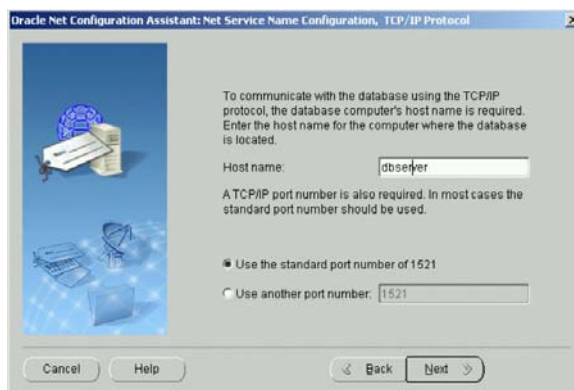 Oracle Net Configuration Assistant: Net Service Name Configuration, TCP/IP Protocol
To communicate with the database using the TCP/IP
protocol, the database computer's host name is required.
Enter the host name for the computer where the database
is located.
Host name:
dbserver
A TCP/IP port number is also required. In most cases the
standard port number should be used.
Use the standard port number of 1521
Use another port number:
1521
Cancel
Help
Back
Next